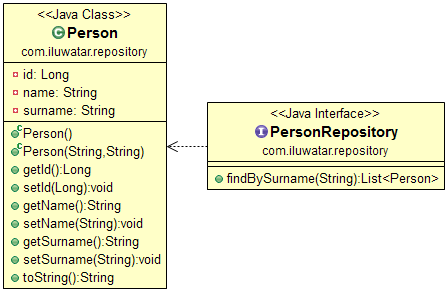 <<Java Class>>
Person
com.iluwatar.repository
id: Long
name: String
surname: String
Person()
Person(String,String)
getId():Long
setId(Long):void
getName():String
setName(String):void
getSurname():String
setSurname(String):void
toString():String
<<Java Interface>>
PersonRepository
com.iluwatar.repository
findBySurname(String):List<Person>